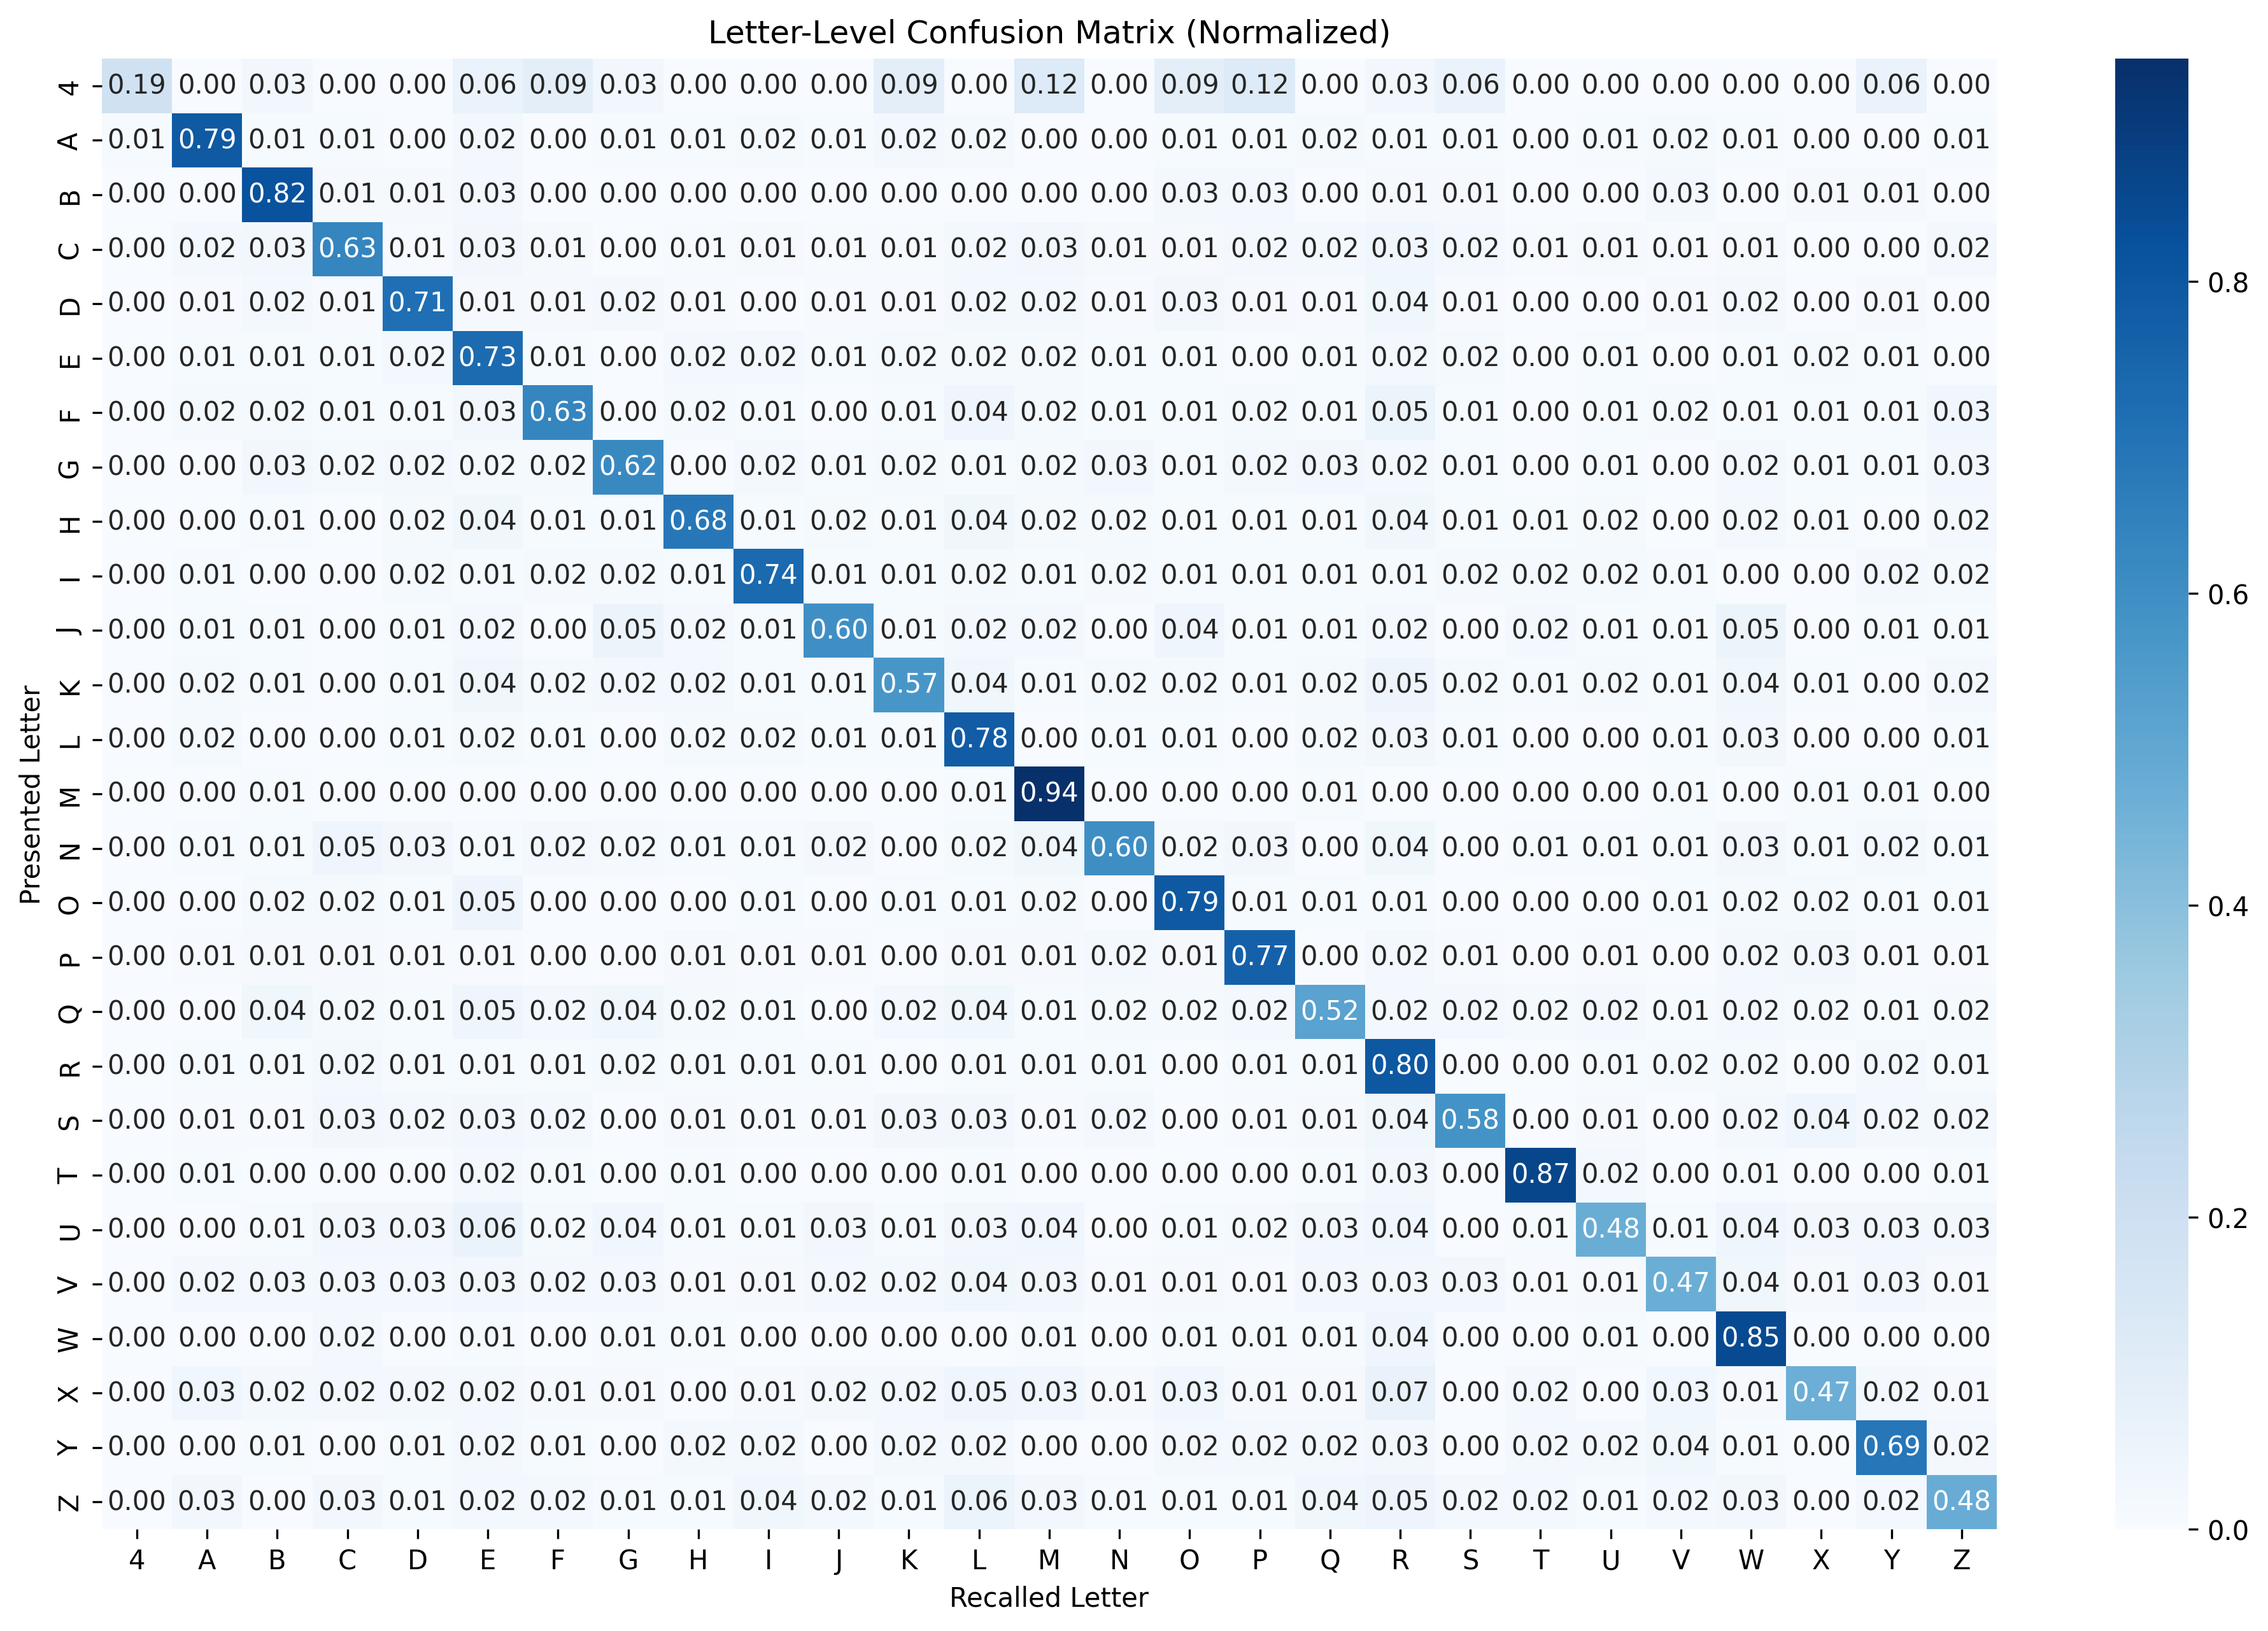 Letter-Level Confusion Matrix (Normalized)
4 0.19 0.00 0.03 0.00 0.00 0.06 0.09 0.03 0.00 0.00 0.00 0.09 0.00 0.12 0.00 0.09 0.12 0.00 0.03 0.06 0.00 0.00 0.00 0.00 0.00 0.06 0.00
A 0.01 0.79 0.01 0.01 0.00 0.02 0.00 0.01 0.01 0.02 0.01 0.02 0.02 0.00 0.00 0.01 0.01 0.02 0.01 0.01 0.00 0.01 0.02 0.01 0.00 0.00 0.01
B 0.00 0.00 0.82 0.01 0.01 0.03 0.00 0.00 0.00 0.00 0.00 0.00 0.00 0.00 0.00 0.03 0.03 0.00 0.01 0.01 0.00 0.00 0.03 0.00 0.01 0.01 0.00
C 0.00 0.02 0.03 0.63 0.01 0.03 0.01 0.00 0.01 0.01 0.01 0.01 0.02 0.03 0.01 0.01 0.02 0.02 0.03 0.02 0.01 0.01 0.01 0.01 0.00 0.00 0.02
D 0.00 0.01 0.02 0.01 0.71 0.01 0.01 0.02 0.01 0.00 0.01 0.01 0.02 0.02 0.01 0.03 0.01 0.01 0.04 0.01 0.00 0.00 0.01 0.02 0.00 0.01 0.00
E 0.00 0.01 0.01 0.01 0.02 0.73 0.01 0.00 0.02 0.02 0.01 0.02 0.02 0.02 0.01 0.01 0.00 0.01 0.02 0.02 0.01 0.01 0.00 0.01 0.02 0.01 0.00
F 0.00 0.02 0.02 0.01 0.01 0.03 0.63 0.00 0.02 0.01 0.00 0.01 0.04 0.02 0.01 0.01 0.02 0.01 0.05 0.01 0.00 0.01 0.02 0.01 0.01 0.01 0.03
G 0.00 0.00 0.03 0.02 0.02 0.02 0.02 0.62 0.00 0.02 0.01 0.02 0.01 0.02 0.03 0.01 0.02 0.03 0.02 0.01 0.00 0.01 0.00 0.02 0.01 0.01 0.03
H 0.00 0.00 0.01 0.00 0.02 0.04 0.01 0.01 0.68 0.01 0.02 0.01 0.04 0.02 0.02 0.01 0.01 0.01 0.04 0.01 0.01 0.02 0.00 0.02 0.01 0.00 0.02
I 0.00 0.01 0.00 0.00 0.02 0.01 0.02 0.02 0.01 0.74 0.01 0.01 0.02 0.01 0.02 0.01 0.01 0.01 0.01 0.02 0.02 0.02 0.01 0.00 0.00 0.02 0.02
J 0.00 0.01 0.01 0.00 0.01 0.02 0.00 0.05 0.02 0.01 0.60 0.01 0.02 0.02 0.00 0.04 0.01 0.01 0.02 0.00 0.02 0.01 0.01 0.05 0.00 0.01 0.01
K 0.00 0.02 0.01 0.00 0.01 0.04 0.02 0.02 0.02 0.01 0.01 0.57 0.04 0.01 0.02 0.02 0.01 0.02 0.05 0.02 0.01 0.02 0.01 0.04 0.01 0.00 0.02
L 0.00 0.02 0.00 0.00 0.01 0.02 0.01 0.00 0.02 0.02 0.01 0.01 0.78 0.00 0.01 0.01 0.00 0.02 0.03 0.01 0.00 0.00 0.01 0.03 0.00 0.00 0.01
M 0.00 0.00 0.01 0.00 0.00 0.00 0.00 0.00 0.00 0.00 0.00 0.00 0.01 0.94 0.00 0.00 0.00 0.01 0.00 0.00 0.00 0.00 0.01 0.00 0.01 0.01 0.00
N 0.00 0.01 0.01 0.05 0.03 0.01 0.02 0.02 0.01 0.01 0.02 0.00 0.02 0.04 0.60 0.02 0.03 0.00 0.04 0.00 0.01 0.01 0.01 0.03 0.01 0.02 0.01
O 0.00 0.00 0.02 0.02 0.01 0.05 0.00 0.00 0.00 0.01 0.00 0.01 0.01 0.02 0.00 0.79 0.01 0.01 0.01 0.00 0.00 0.00 0.01 0.02 0.02 0.01 0.01
P 0.00 0.01 0.01 0.01 0.01 0.01 0.00 0.00 0.01 0.01 0.01 0.00 0.01 0.01 0.02 0.01 0.77 0.00 0.02 0.01 0.00 0.01 0.00 0.02 0.03 0.01 0.01
Q 0.00 0.00 0.04 0.02 0.01 0.05 0.02 0.04 0.02 0.01 0.00 0.02 0.04 0.01 0.02 0.02 0.02 0.52 0.02 0.02 0.02 0.02 0.01 0.02 0.02 0.01 0.02
R 0.00 0.01 0.01 0.02 0.01 0.01 0.01 0.02 0.01 0.01 0.01 0.00 0.01 0.01 0.01 0.00 0.01 0.01 0.80 0.00 0.00 0.01 0.02 0.02 0.00 0.02 0.01
S 0.00 0.01 0.01 0.03 0.02 0.03 0.02 0.00 0.01 0.01 0.01 0.03 0.03 0.01 0.02 0.00 0.01 0.01 0.04 0.58 0.00 0.01 0.00 0.02 0.04 0.02 0.02
T 0.00 0.01 0.00 0.00 0.00 0.02 0.01 0.00 0.01 0.00 0.00 0.00 0.01 0.00 0.00 0.00 0.00 0.01 0.03 0.00 0.87 0.02 0.00 0.01 0.00 0.00 0.01
U 0.00 0.00 0.01 0.03 0.03 0.06 0.02 0.04 0.01 0.01 0.03 0.01 0.03 0.04 0.00 0.01 0.02 0.03 0.04 0.00 0.01 0.48 0.01 0.04 0.03 0.03 0.03
V 0.00 0.02 0.03 0.03 0.03 0.03 0.02 0.03 0.01 0.01 0.02 0.02 0.04 0.03 0.01 0.01 0.01 0.03 0.03 0.03 0.01 0.01 0.47 0.04 0.01 0.03 0.01
W 0.00 0.00 0.00 0.02 0.00 0.01 0.00 0.01 0.01 0.00 0.00 0.00 0.00 0.01 0.00 0.01 0.01 0.01 0.04 0.00 0.00 0.01 0.00 0.85 0.00 0.00 0.00
X 0.00 0.03 0.02 0.02 0.02 0.02 0.01 0.01 0.00 0.01 0.02 0.02 0.05 0.03 0.01 0.03 0.01 0.01 0.07 0.00 0.02 0.00 0.03 0.01 0.47 0.02 0.01
Y 0.00 0.00 0.01 0.00 0.01 0.02 0.01 0.00 0.02 0.02 0.00 0.02 0.02 0.00 0.00 0.02 0.02 0.02 0.03 0.00 0.02 0.02 0.04 0.01 0.00 0.69 0.02
Z 0.00 0.03 0.00 0.03 0.01 0.02 0.02 0.01 0.01 0.04 0.02 0.01 0.06 0.03 0.01 0.01 0.01 0.04 0.05 0.02 0.02 0.01 0.02 0.03 0.00 0.02 0.48
4 A B C D E F G H I J K L M N O P Q R S T U V W X Y Z
Recalled Letter
Presented Letter
0.8
0.6
0.4
0.2
0.0